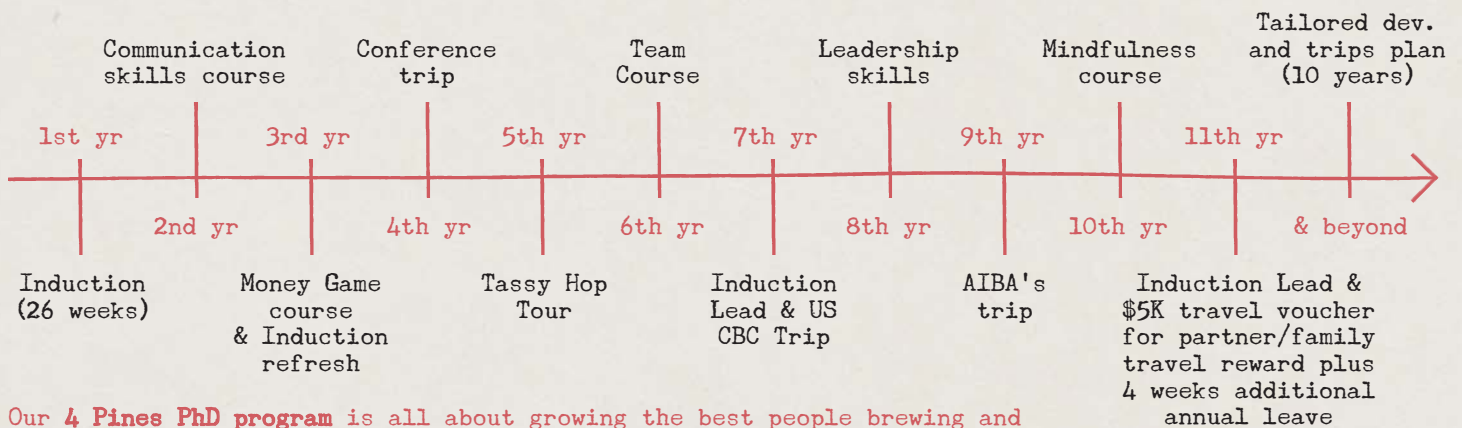 Communication
skills course
Conference
trip
Team
Course
Leadership
skills
Mindfulness
course
Tailored dev.
and trips plan
(10 years)
1st yr
3rd yr
5th yr
7th yr
9th yr
11th yr
2nd yr
4th yr
6th yr
8th yr
10th yr
& beyond
Induction
(26 weeks)
Money Game
course
& Induction
refresh
Tassy Hop
Tour
Induction
Lead & US
CBC Trip
AIBA's
trip
Induction Lead &
$5K travel voucher
for partner/family
travel reward plus
4 weeks additional
annual leave
Our 4 Pines PhD program is all about growing the best people brewing and